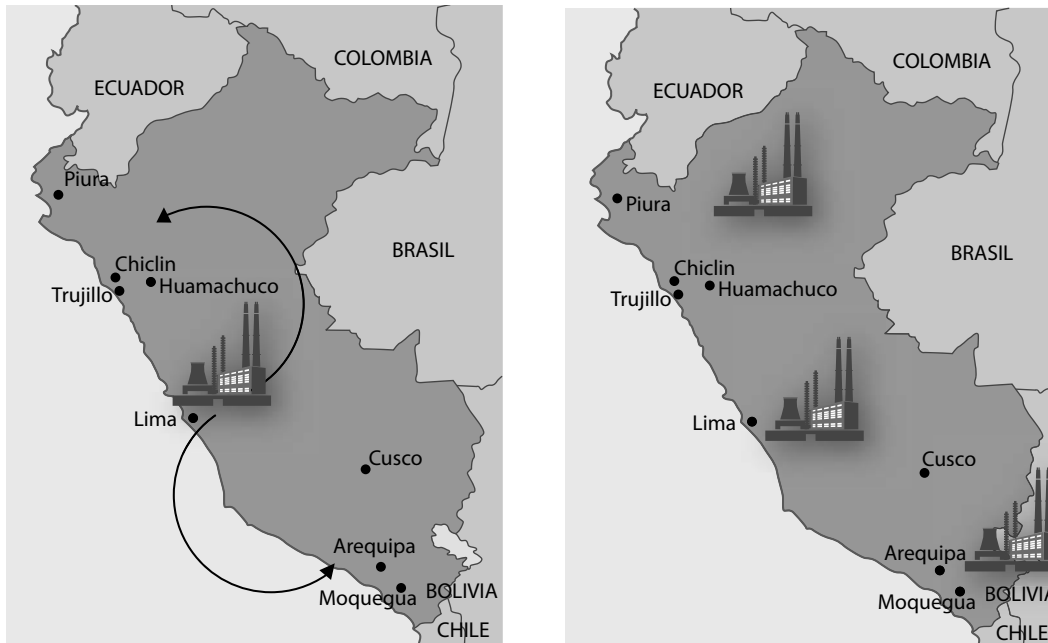 COLOMBIA
ECUADOR
Piura
BRASIL
Chiclin
Huamachuco
Trujillo
Lima
Cusco
Arequipa
Moquegua
BOLIVIA
CHILE
COLOMBIA
ECUADOR
Piura
BRASIL
Chiclin
Huamachuco
Trujillo
Lima
Cusco
Arequipa
Moquegua
BOLIVIA
CHILE